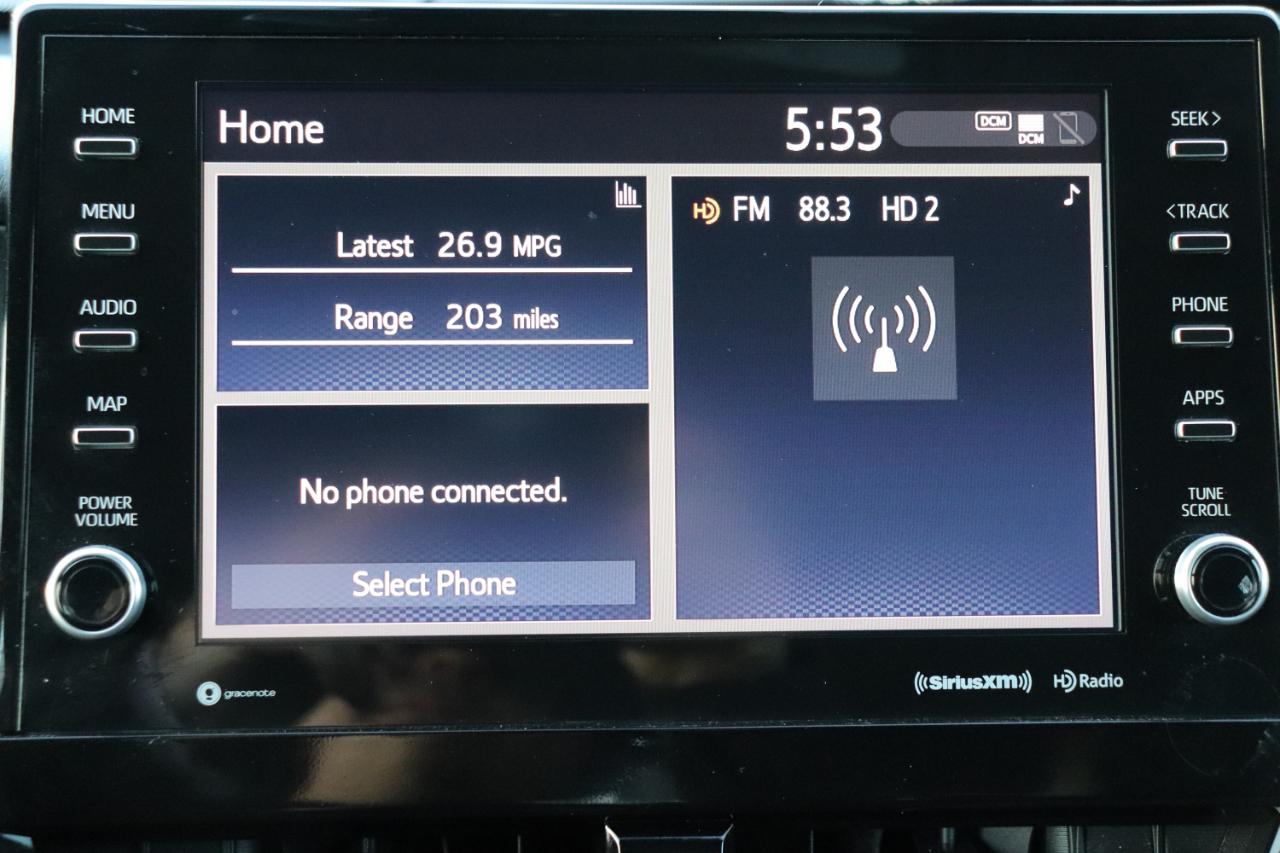 HOME
MENU
AUDIO
MAP
POWER
VOLUME
Home
5:53
DCM
DCM
Latest 26.9 MPG
Range 203 miles
No phone connected.
Select Phone
HD FM 88.3 HD 2
SEEK >
< TRACK
PHONE
APPS
TUNE
SCROLL
gracenote
((SiriusXM))
HD Radio